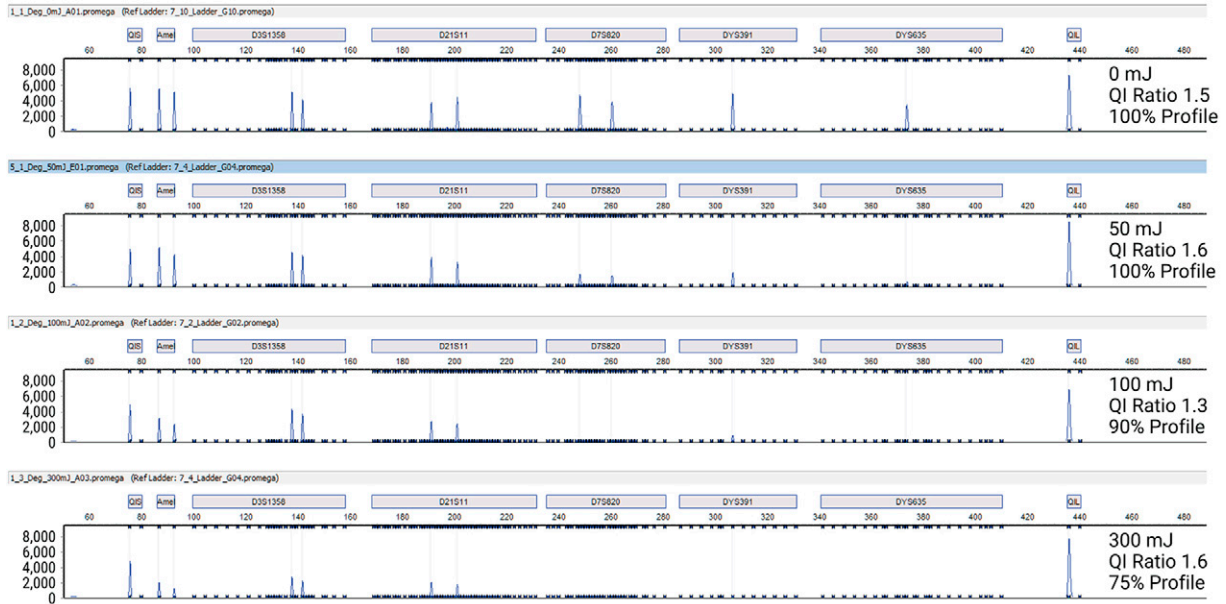 1_1_Deg_0mJ_A01.promega (Ref Ladder: 7_10_Ladder_G10.promega)
QIS Amel D3S1358 D21S11 D7S820 DYS391 DYS635 QIL
60 80 100 120 140 160 180 200 220 240 260 280 300 320 340 360 380 400 420 440 460 480
8,000
6,000
4,000
2,000
0
0 mJ
QI Ratio 1.5
100% Profile
5_1_Deg_50mJ_E01.promega (Ref Ladder: 7_4_Ladder_G04.promega)
QIS Amel D3S1358 D21S11 D7S820 DYS391 DYS635 QIL
60 80 100 120 140 160 180 200 220 240 260 280 300 320 340 360 380 400 420 440 460 480
8,000
6,000
4,000
2,000
0
50 mJ
QI Ratio 1.6
100% Profile
1_2_Deg_100mJ_A02.promega (Ref Ladder: 7_2_Ladder_G02.promega)
QIS Amel D3S1358 D21S11 D7S820 DYS391 DYS635 QIL
60 80 100 120 140 160 180 200 220 240 260 280 300 320 340 360 380 400 420 440 460 480
8,000
6,000
4,000
2,000
0
100 mJ
QI Ratio 1.3
90% Profile
1_3_Deg_300mJ_A03.promega (Ref Ladder: 7_4_Ladder_G04.promega)
QIS Amel D3S1358 D21S11 D7S820 DYS391 DYS635 QIL
60 80 100 120 140 160 180 200 220 240 260 280 300 320 340 360 380 400 420 440 460 480
8,000
6,000
4,000
2,000
0
300 mJ
QI Ratio 1.6
75% Profile